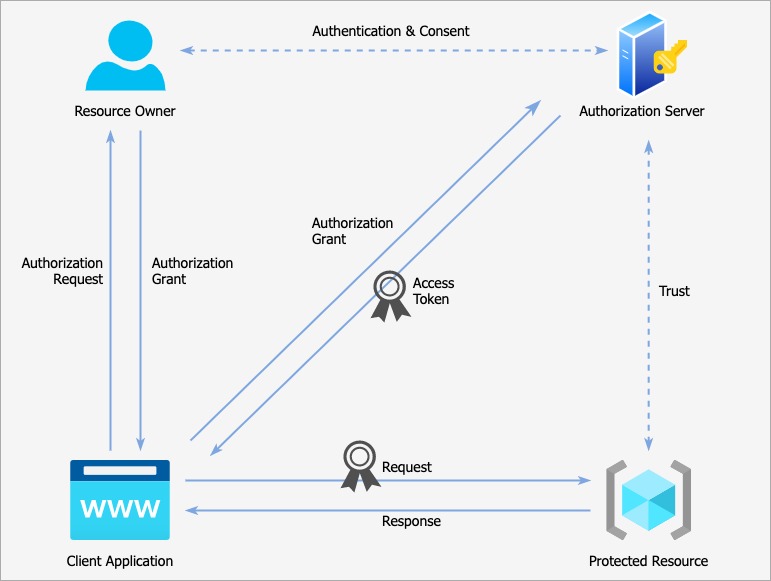 Authentication & Consent
Resource Owner
Authorization Server
Authorization
Grant
Authorization
Request
Authorization
Grant
Access
Token
Trust
Request
WWW
Response
Client Application
Protected Resource